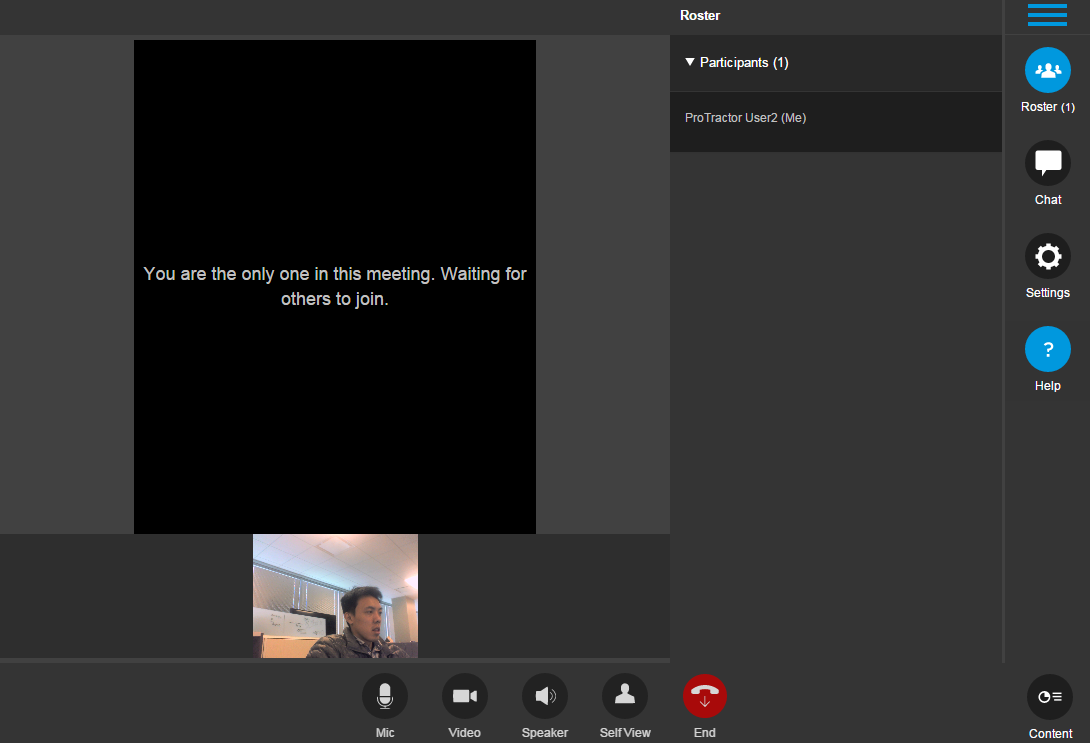 Roster
▼ Participants (1)
ProTractor User2 (Me)
You are the only one in this meeting. Waiting for
others to join.
Roster (1)
Chat
Settings
?
Help
Mic
Video
Speaker
Self View
End
Content